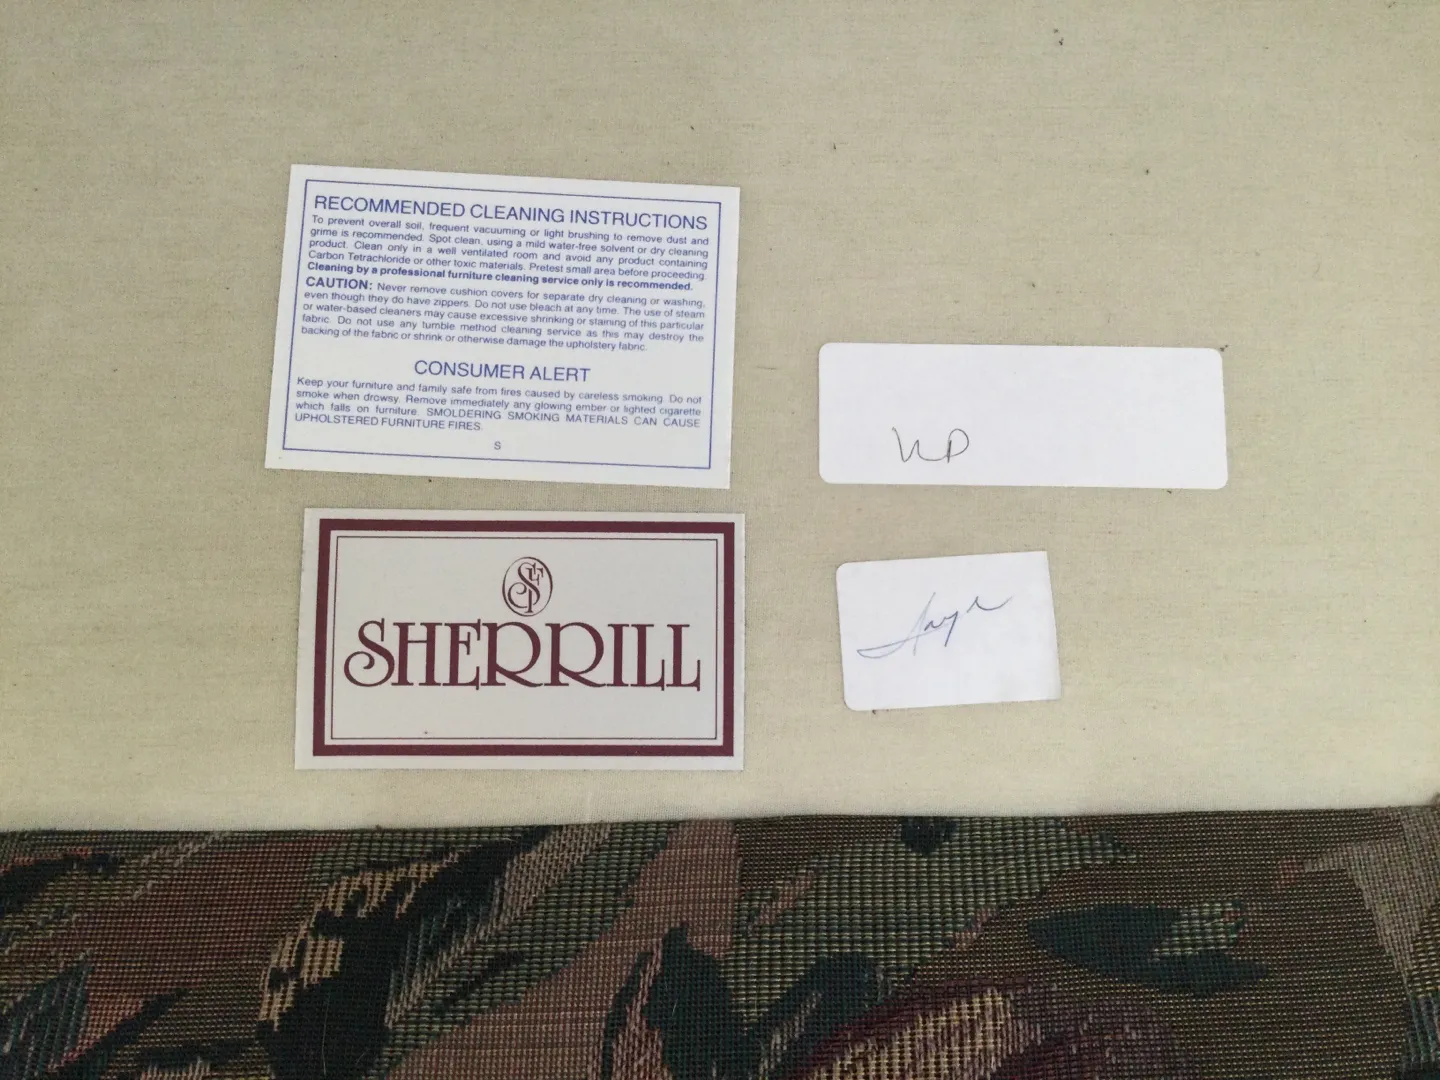 RECOMMENDED CLEANING INSTRUCTIONS
To prevent overall soil, frequent vacuuming or light brushing to remove dust and
grime is recommended. Spot clean, using a mild water-free solvent or dry cleaning
product. Clean only in a well ventilated room and avoid any product containing
Carbon Tetrachloride or other toxic materials. Pretest small area before proceeding.
Cleaning by a professional furniture cleaning service only is recommended.
CAUTION: Never remove cushion covers for separate dry cleaning or washing,
even though they do have zippers. Do not use bleach at any time. The use of steam
or water-based cleaners may cause excessive shrinking or staining of this particular
fabric. Do not use any tumble method cleaning service as this may destroy the
backing of the fabric or shrink or otherwise damage the upholstery fabric.
CONSUMER ALERT
Keep your furniture and family safe from fires caused by careless smoking. Do not
smoke when drowsy. Remove immediately any glowing ember or lighted cigarette
which falls on furniture. SMOLDERING SMOKING MATERIALS CAN CAUSE
UPHOLSTERED FURNITURE FIRES.
S
SHERRILL